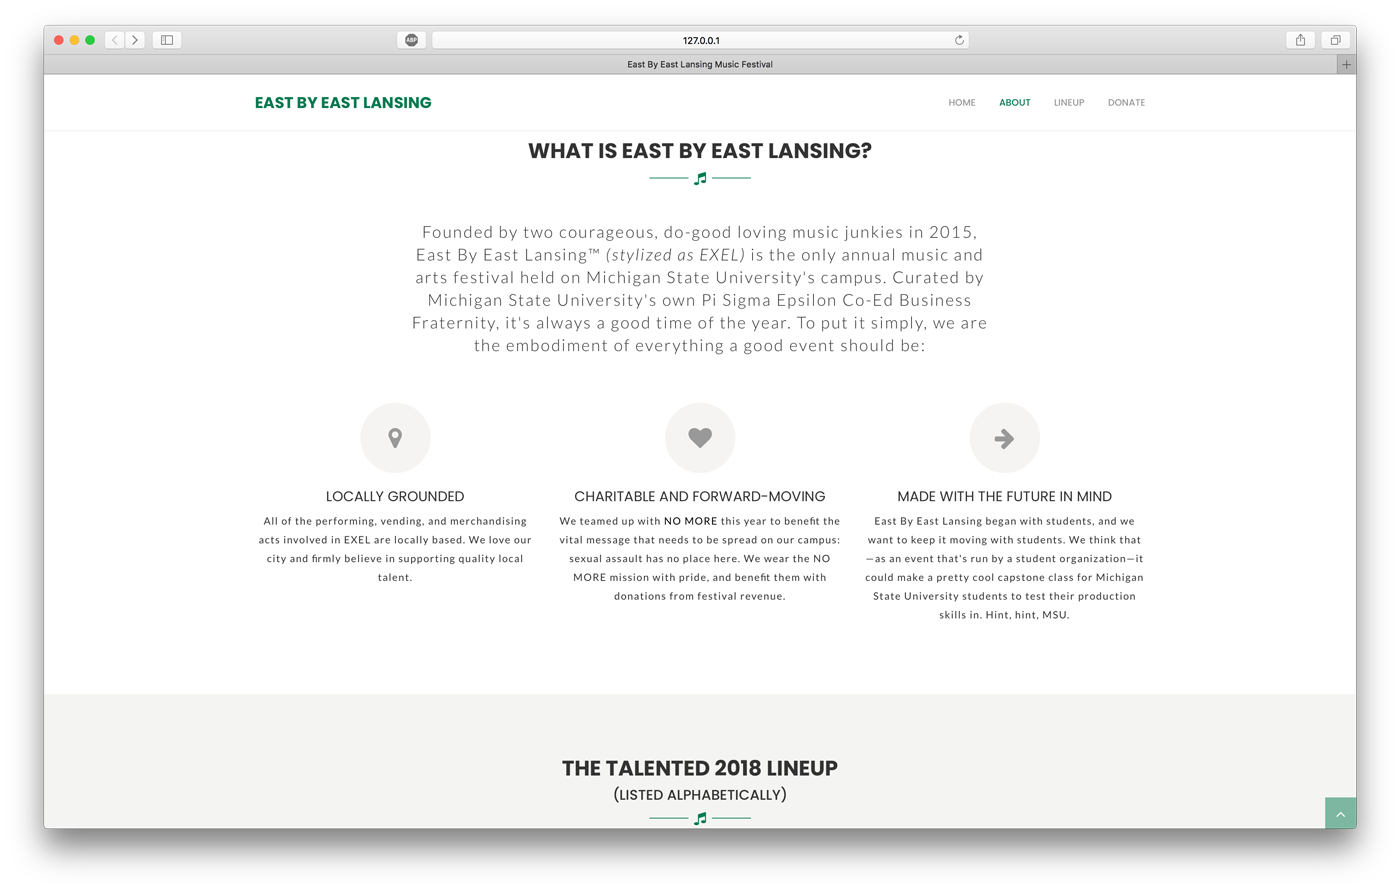 ABP
127.0.0.1
East By East Lansing Music Festival
EAST BY EAST LANSING
HOME ABOUT LINEUP DONATE
WHAT IS EAST BY EAST LANSING?
Founded by two courageous, do-good loving music junkies in 2015,
East By East Lansing™ (stylized as EXEL) is the only annual music and
arts festival held on Michigan State University's campus. Curated by
Michigan State University's own Pi Sigma Epsilon Co-Ed Business
Fraternity, it's always a good time of the year. To put it simply, we are
the embodiment of everything a good event should be:
LOCALLY GROUNDED
All of the performing, vending, and merchandising
acts involved in EXEL are locally based. We love our
city and firmly believe in supporting quality local
talent.
CHARITABLE AND FORWARD-MOVING
We teamed up with NO MORE this year to benefit the
vital message that needs to be spread on our campus:
sexual assault has no place here. We wear the NO
MORE mission with pride, and benefit them with
donations from festival revenue.
MADE WITH THE FUTURE IN MIND
East By East Lansing began with students, and we
want to keep it moving with students. We think that
—as an event that's run by a student organization—it
could make a pretty cool capstone class for Michigan
State University students to test their production
skills in. Hint, hint, MSU.
THE TALENTED 2018 LINEUP
(LISTED ALPHABETICALLY)